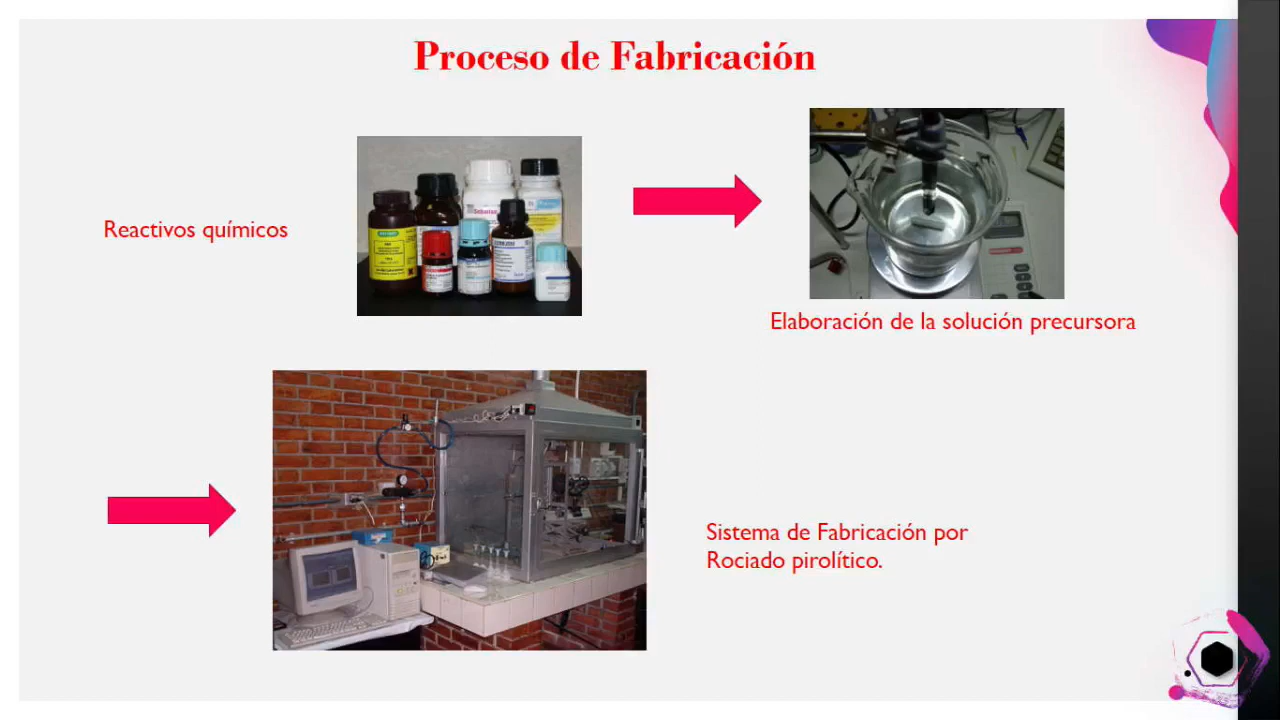 Proceso de Fabricación
Reactivos químicos
Elaboración de la solución precursora
Sistema de Fabricación por
Rociado pirolítico.